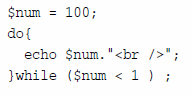 $num = 100;
do{
  echo $num."<br />";
}while ($num < 1 ) ;